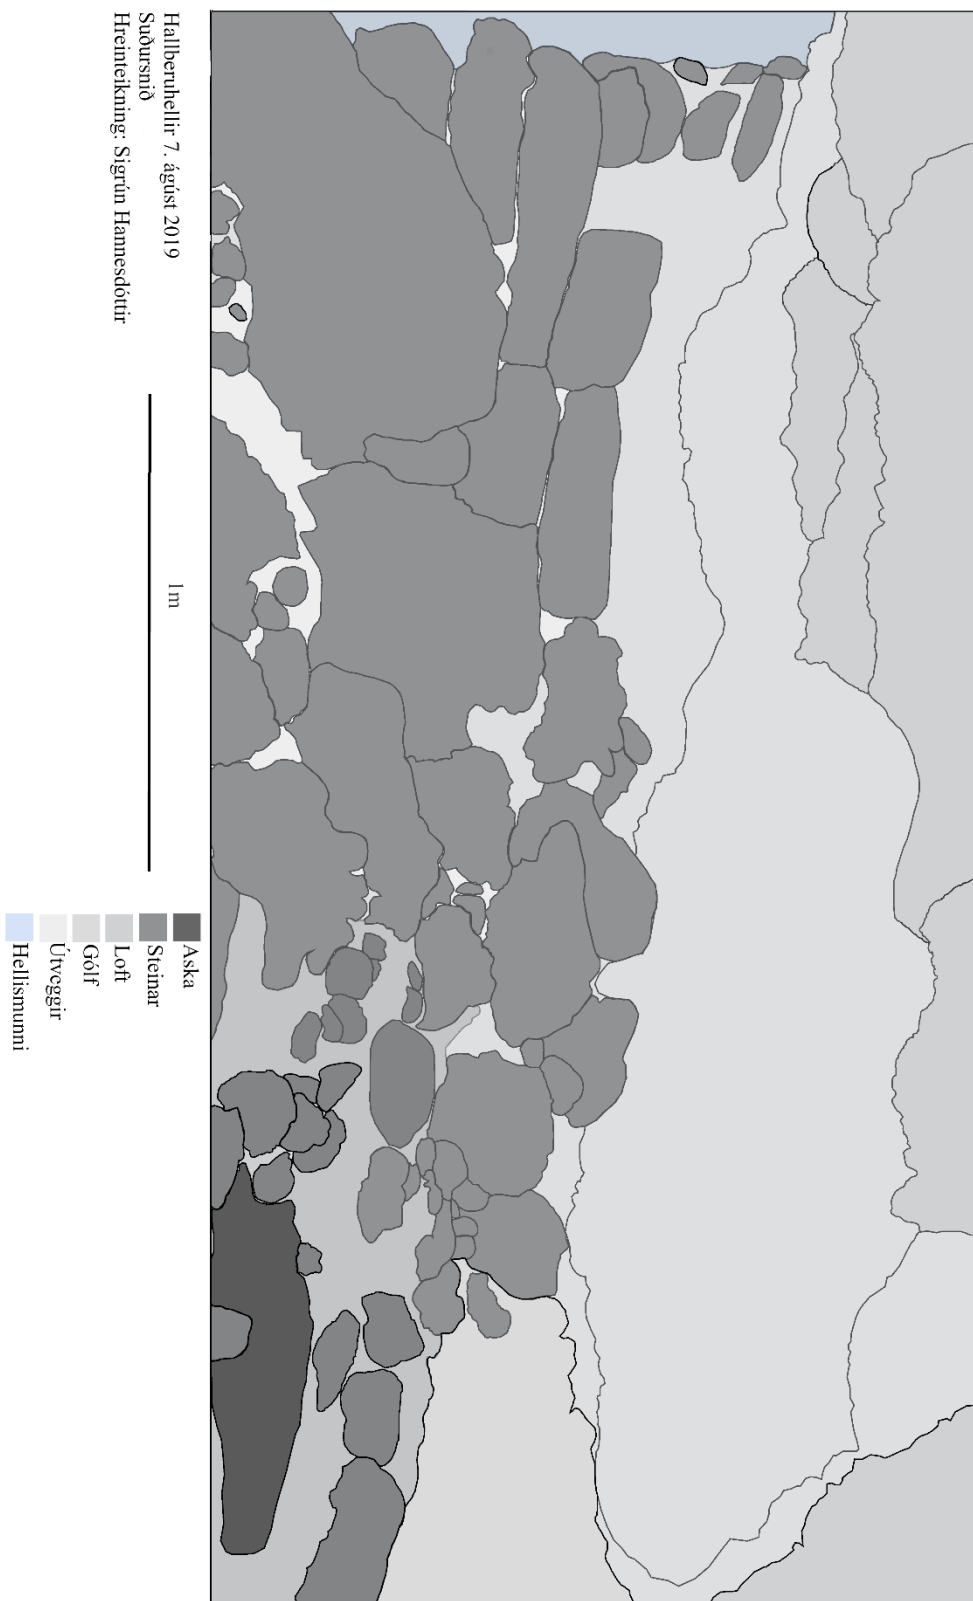 Hallberuhellir 7. ágúst 2019
Suðursnið
Hreinteikning: Sigrún Hannesdóttir
1m
Aska
Steinar
Loft
Gólf
Útveggir
Hellismunni